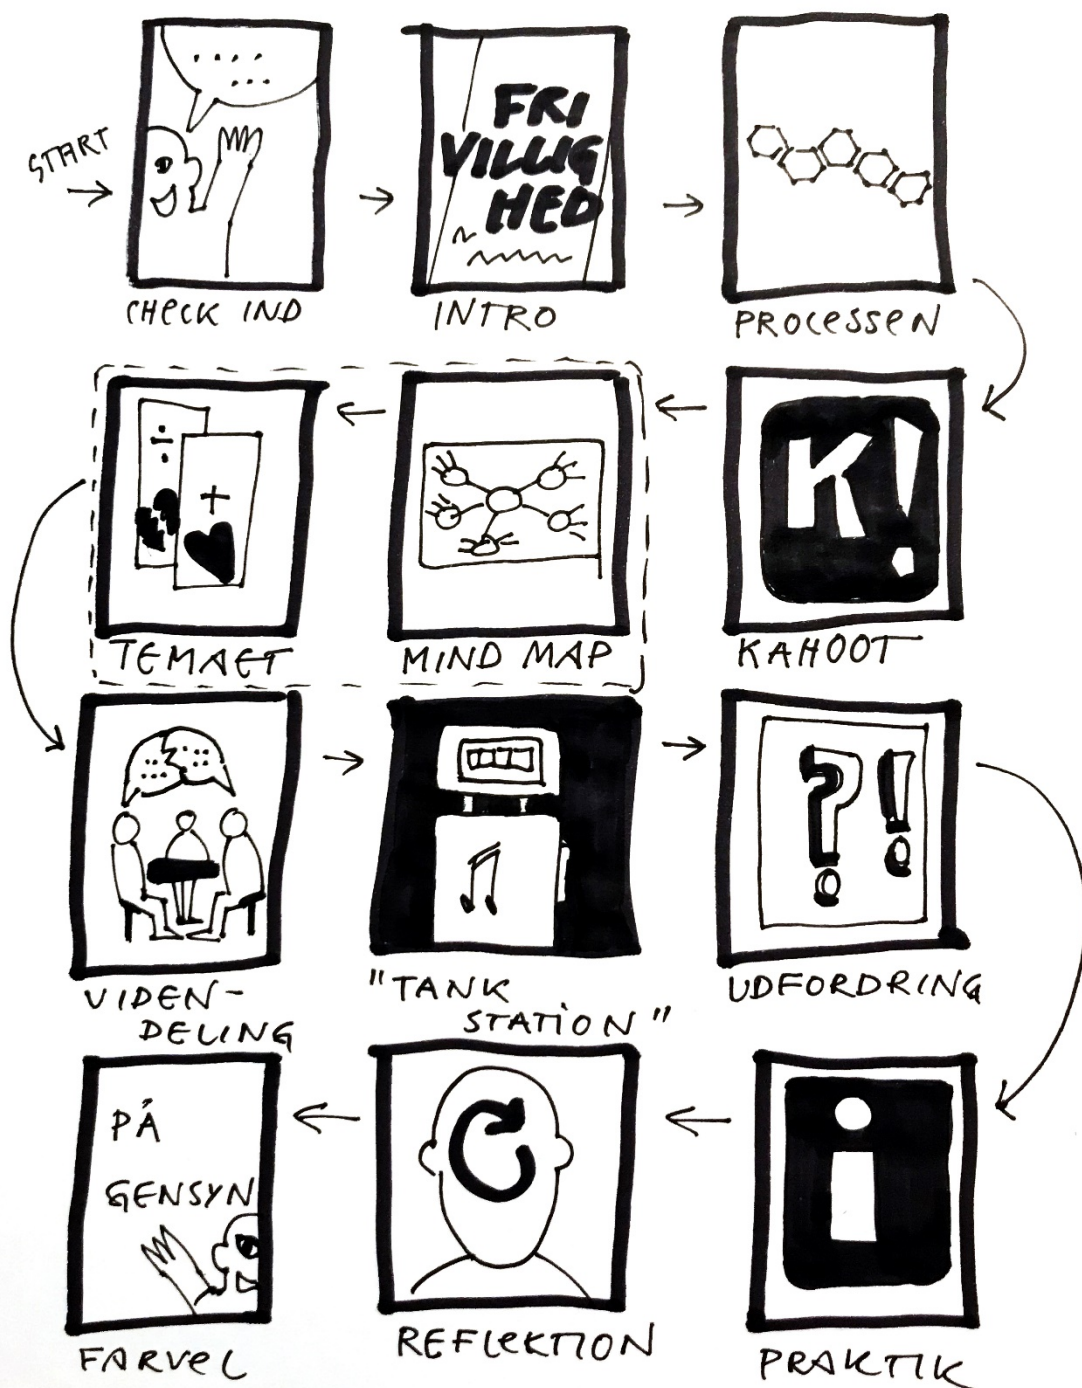 START
FRI
VILLIG
HED
CHECK IND
INTRO
PROCESSEN
K!
KAHOOT
MIND MAP
÷
+
TEMAET
VIDEN-
DELING
"TANK
STATION"
?!
UDFORDRING
i
PRAKTIK
REFLEKTION
PÅ
GENSYN
FARVEL